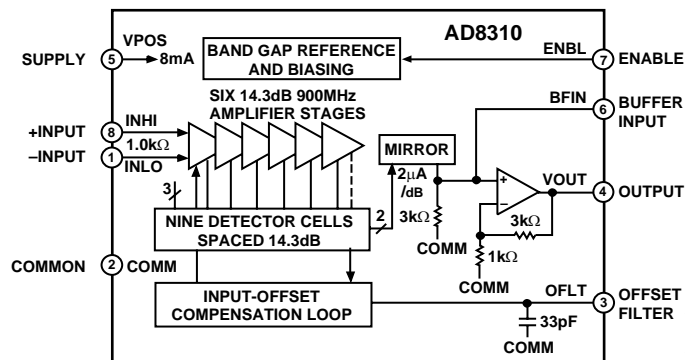 AD8310
SUPPLY
5
VPOS
8mA
BAND GAP REFERENCE
AND BIASING
ENBL
7
ENABLE
SIX 14.3dB 900MHz
AMPLIFIER STAGES
BFIN
6
BUFFER
INPUT
+INPUT
8
INHI
1.0kΩ
–INPUT
1
INLO
MIRROR
2μA
/dB
+
–
VOUT
4
OUTPUT
3
2
3kΩ
COMM
3kΩ
1kΩ
COMM
NINE DETECTOR CELLS
SPACED 14.3dB
COMMON
2
COMM
INPUT-OFFSET
COMPENSATION LOOP
OFLT
3
OFFSET
FILTER
33pF
COMM